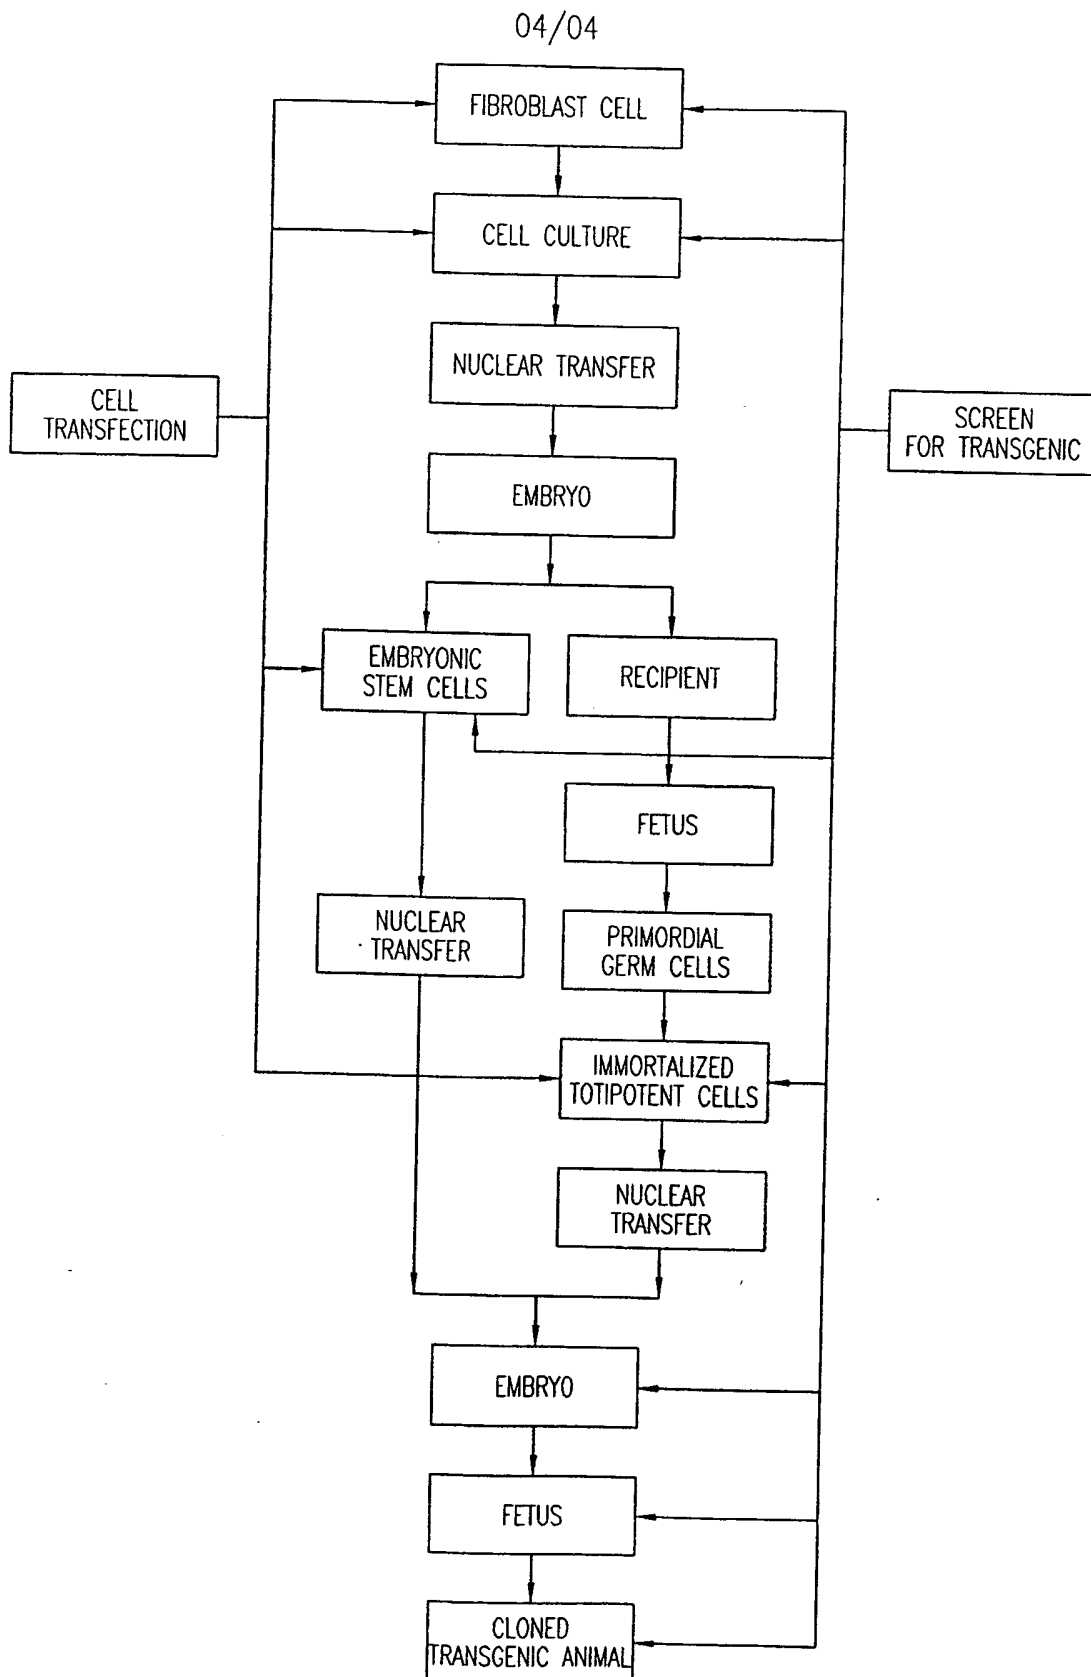 04/04
FIBROBLAST CELL
CELL CULTURE
NUCLEAR TRANSFER
CELL
TRANSFECTION
SCREEN
FOR TRANSGENIC
EMBRYO
EMBRYONIC
STEM CELLS
RECIPIENT
FETUS
NUCLEAR
TRANSFER
PRIMORDIAL
GERM CELLS
IMMORTALIZED
TOTIPOTENT CELLS
NUCLEAR
TRANSFER
EMBRYO
FETUS
CLONED
TRANSGENIC ANIMAL